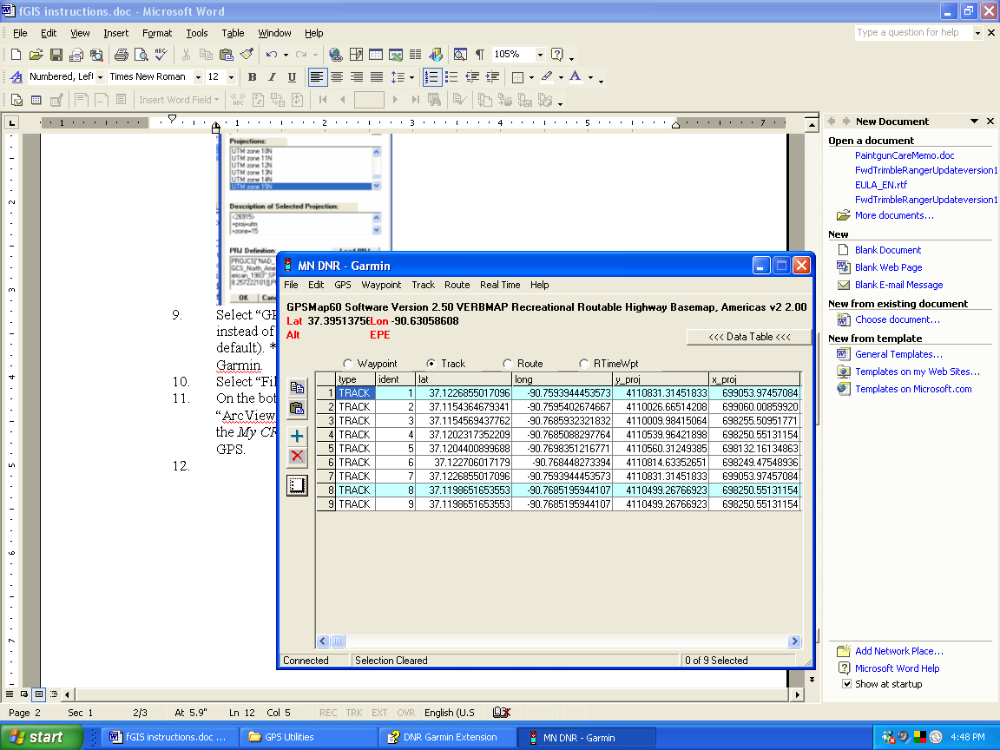 fGIS instructions.doc - Microsoft Word
File Edit View Insert Format Tools Table Window Help
Type a question for help
105%
Numbered, Left Times New Roman 12 B I U
Insert Word Field
New Document
Open a document
PaintgunCareMemo.doc
FwdTrimbleRangerUpdateversion1
EULA_EN.rtf
FwdTrimbleRangerUpdateversion1
More documents...
New
Blank Document
Blank Web Page
Blank E-mail Message
New from existing document
Choose document...
New from template
General Templates...
Templates on my Web Sites...
Templates on Microsoft.com
Add Network Place...
Microsoft Word Help
Show at startup
Projections:
UTM zone 10N
UTM zone 11N
UTM zone 12N
UTM zone 13N
UTM zone 14N
UTM zone 15N
Description of Selected Projection:
<26915>
+proj=utm
+zone=15
PRJ Definition:
PROJCS["NAD_
GCS_North_Amer
erican_1983",SP
8.257222101]],P
OK Canc
9. Select “GP
instead of
default). *
Garmin.
10. Select “Fil
11. On the bot
“ArcView
the My CR
GPS.
12.
MN DNR - Garmin
File Edit GPS Waypoint Track Route Real Time Help
GPSMap60 Software Version 2.50 VERBMAP Recreational Routable Highway Basemap, Americas v2 2.00
Lat 37.3951375 Lon -90.63058608
Alt EPE
<<< Data Table <<<
Waypoint Track Route RTimeWpt
type ident lat long y_proj x_proj
1 TRACK 1 37.1226855017096 -90.7593944453573 4110831.31451833 699053.97457084
2 TRACK 2 37.1154364679341 -90.7595402674667 4110026.66514208 699060.00859920
3 TRACK 3 37.1154569437762 -90.7685932321832 4110009.98415064 698255.50951771
4 TRACK 4 37.1202317352209 -90.7685088297764 4110539.96421898 698250.55131154
5 TRACK 5 37.1204400899688 -90.7698351216771 4110560.31249385 698132.16134863
6 TRACK 6 37.122706017179 -90.768448273394 4110814.63352651 698249.47548936
7 TRACK 7 37.1226855017096 -90.7593944453573 4110831.31451833 699053.97457084
8 TRACK 8 37.1198651653553 -90.7685195944107 4110499.26766923 698250.55131154
9 TRACK 9 37.1198651653553 -90.7685195944107 4110499.26766923 698250.55131154
Connected Selection Cleared 0 of 9 Selected
Page 2 Sec 1 2/3 At 5.9" Ln 12 Col 5 REC TRK EXT OVR English (U.S
start fGIS instructions.doc ... GPS Utilities DNR Garmin Extension MN DNR - Garmin 4:48 PM